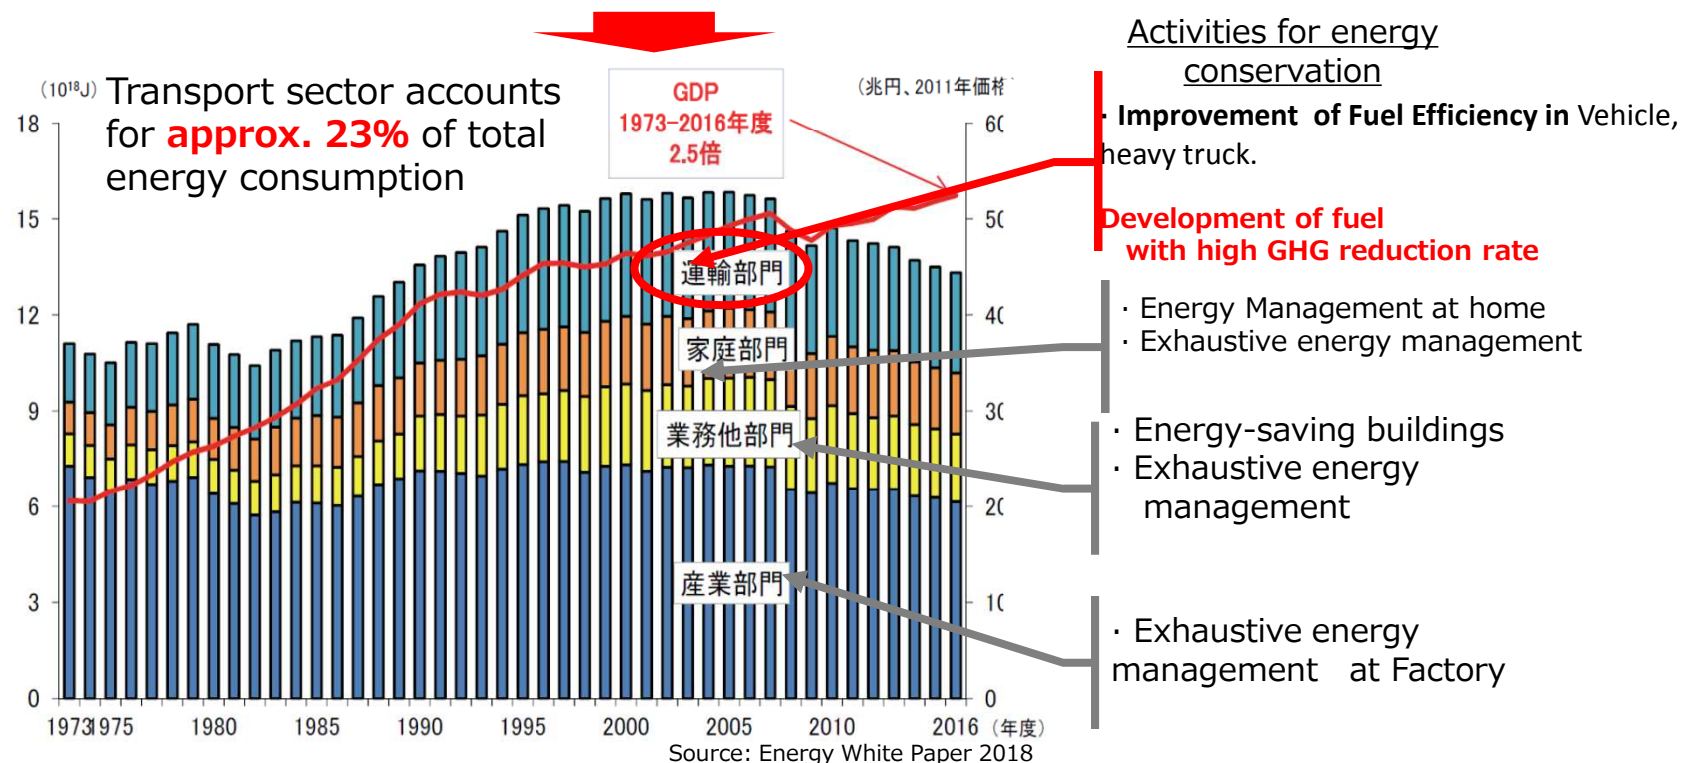 Activities for energy
conservation
(10¹⁸J)
Transport sector accounts
for approx. 23% of total
energy consumption
GDP
1973-2016年度
2.5倍
(兆円、2011年価格
· Improvement of Fuel Efficiency in Vehicle,
heavy truck.
Development of fuel
with high GHG reduction rate
· Energy Management at home
· Exhaustive energy management
· Energy-saving buildings
· Exhaustive energy
management
· Exhaustive energy
management at Factory
運輸部門
家庭部門
業務他部門
産業部門
18
15
12
9
6
3
0
60
50
40
30
20
10
0
1973 1975 1980 1985 1990 1995 2000 2005 2010 2016 (年度)
Source: Energy White Paper 2018